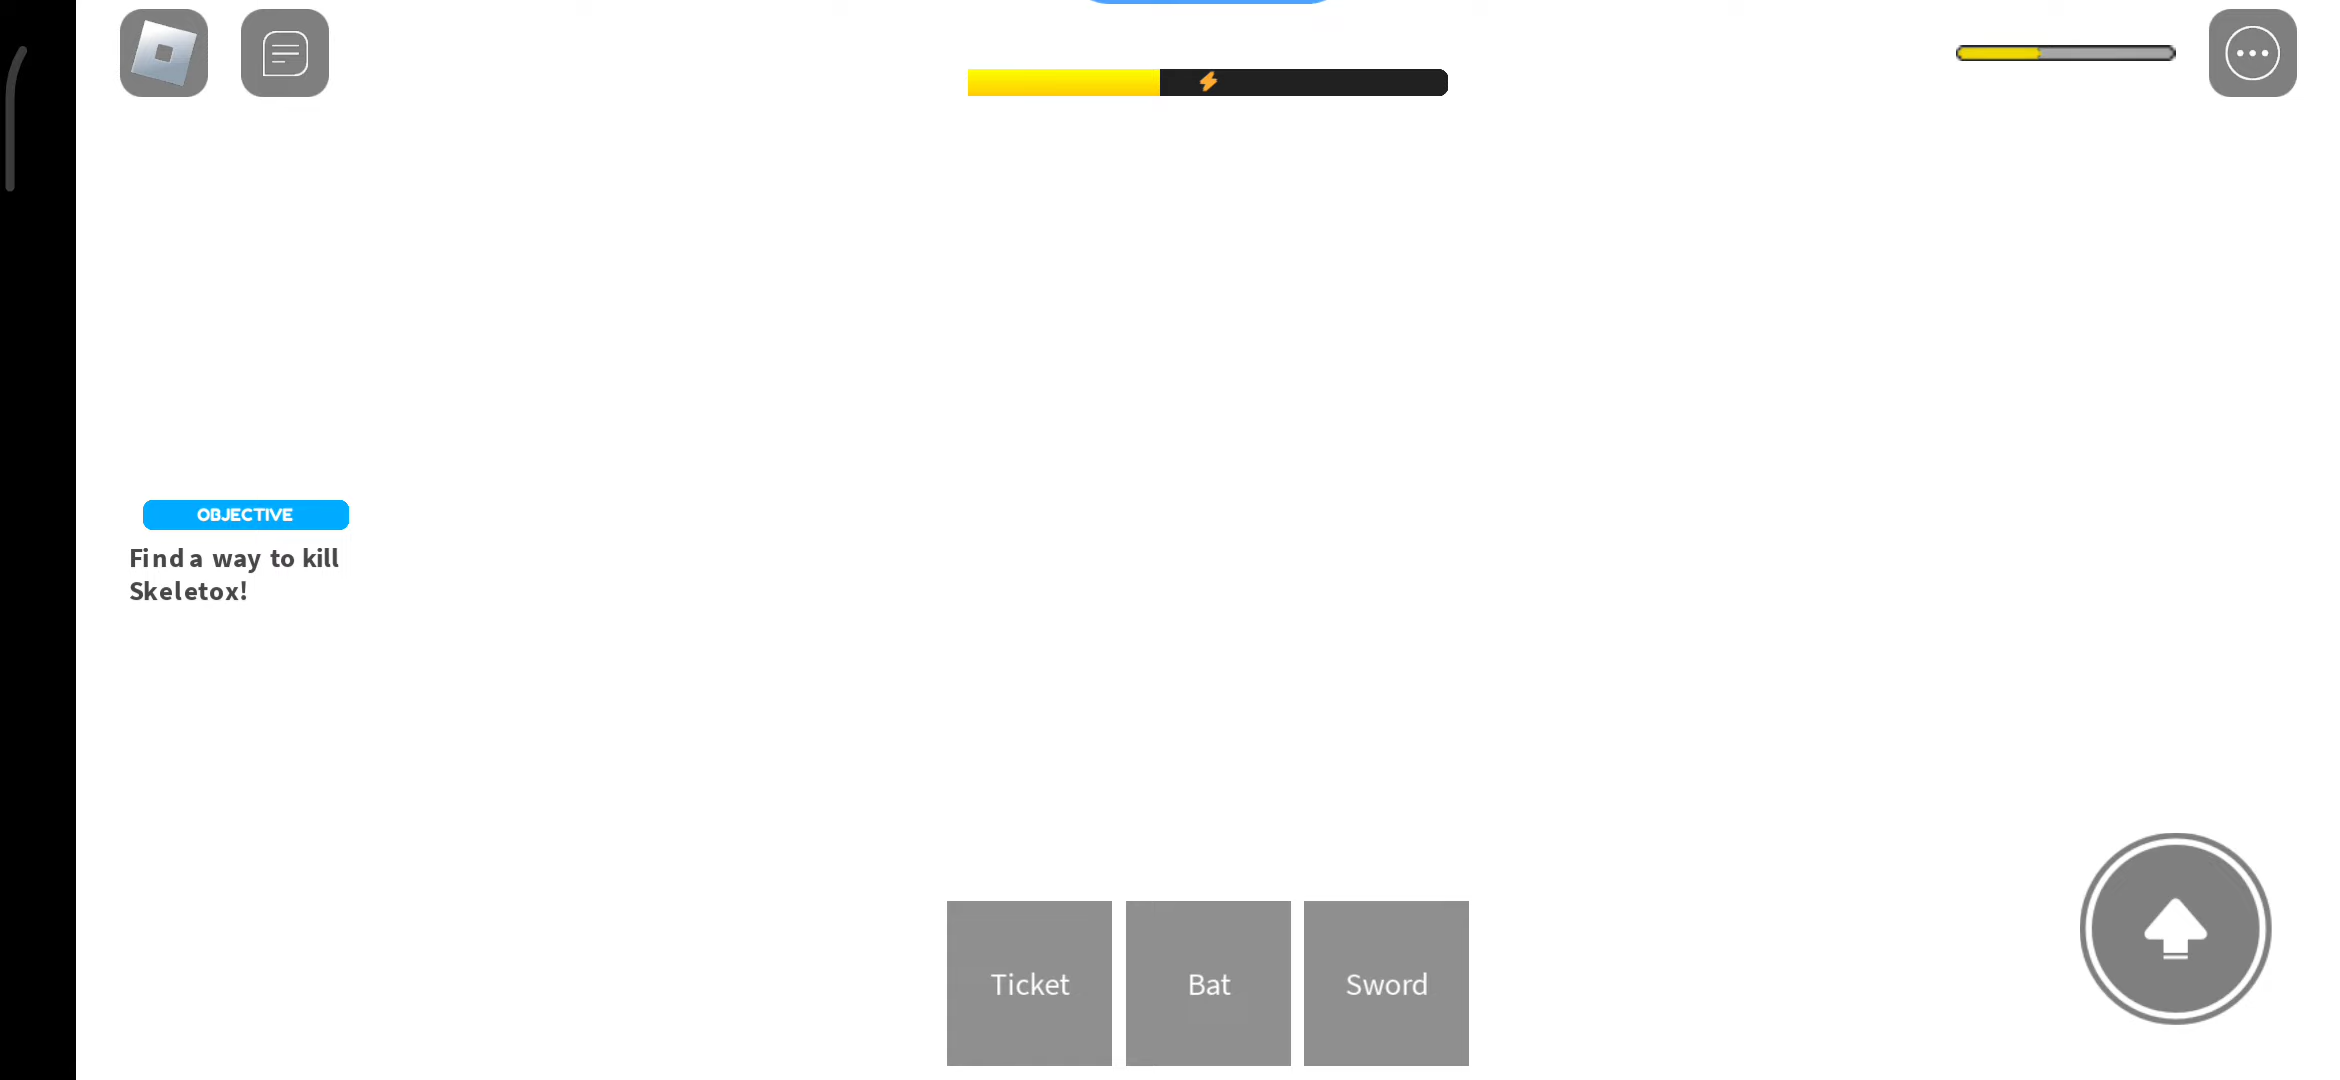 OBJECTIVE
Find a way to kill
Skeletox!
Ticket
Bat
Sword